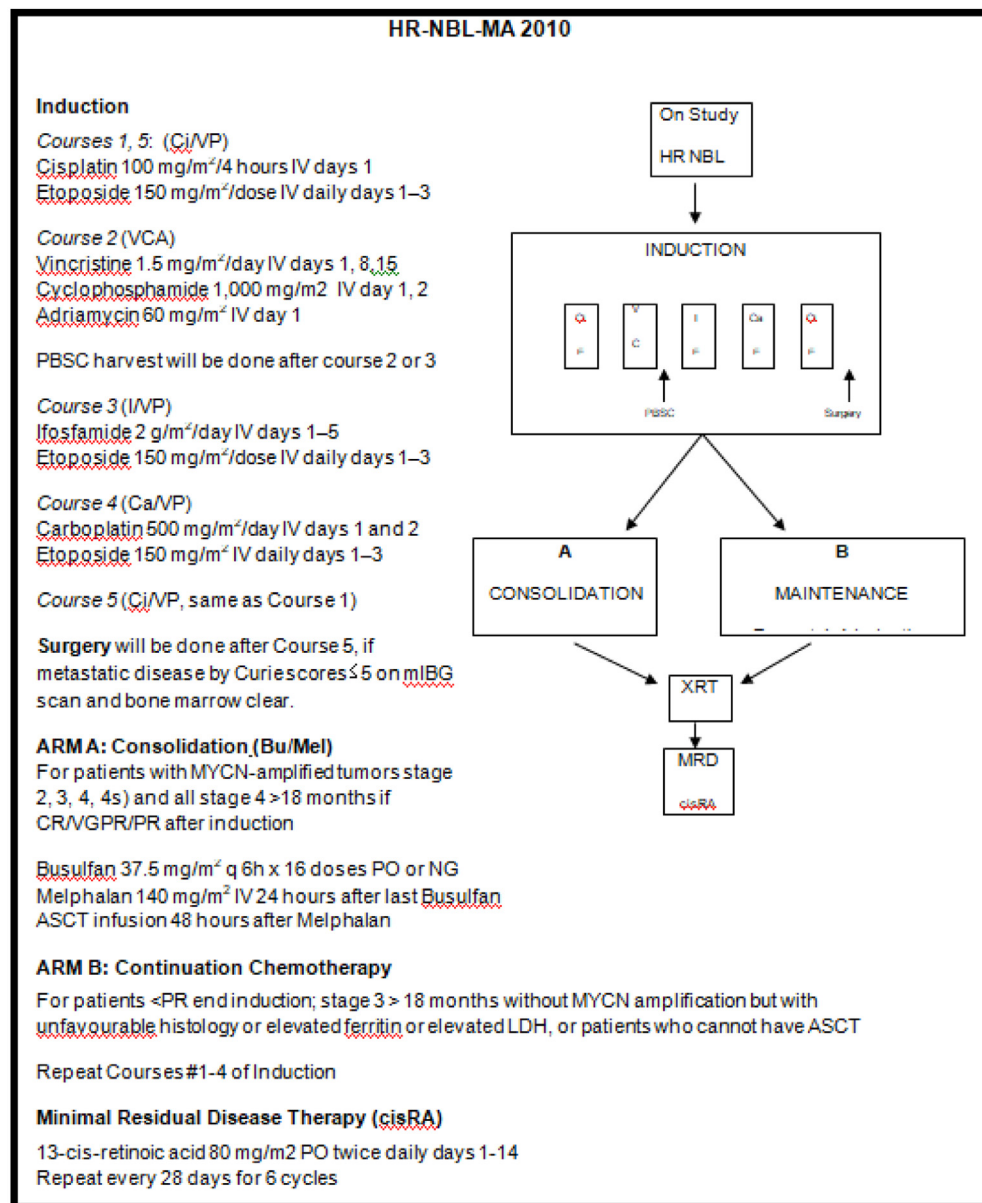 HR-NBL-MA 2010
Induction
Courses 1, 5: (Ci/VP)
Cisplatin 100 mg/m²/4 hours IV days 1
Etoposide 150 mg/m²/dose IV daily days 1–3
Course 2 (VCA)
Vincristine 1.5 mg/m²/day IV days 1, 8,15
Cyclophosphamide 1,000 mg/m2 IV day 1, 2
Adriamycin 60 mg/m² IV day 1
PBSC harvest will be done after course 2 or 3
Course 3 (I/VP)
Ifosfamide 2 g/m²/day IV days 1–5
Etoposide 150 mg/m²/dose IV daily days 1–3
Course 4 (Ca/VP)
Carboplatin 500 mg/m²/day IV days 1 and 2
Etoposide 150 mg/m² IV daily days 1–3
Course 5 (Ci/VP, same as Course 1)
Surgery will be done after Course 5, if
metastatic disease by Curie scores ≤ 5 on mIBG
scan and bone marrow clear.
ARM A: Consolidation (Bu/Mel)
For patients with MYCN-amplified tumors stage
2, 3, 4, 4s) and all stage 4 >18 months if
CR/VGPR/PR after induction
Busulfan 37.5 mg/m² q 6h x 16 doses PO or NG
Melphalan 140 mg/m² IV 24 hours after last Busulfan
ASCT infusion 48 hours after Melphalan
ARM B: Continuation Chemotherapy
For patients <PR end induction; stage 3 > 18 months without MYCN amplification but with
unfavourable histology or elevated ferritin or elevated LDH, or patients who cannot have ASCT
Repeat Courses #1-4 of Induction
Minimal Residual Disease Therapy (cisRA)
13-cis-retinoic acid 80 mg/m2 PO twice daily days 1-14
Repeat every 28 days for 6 cycles
On Study
HR NBL
INDUCTION
V
C
I
Ca
PBSC
Surgery
A
CONSOLIDATION
B
MAINTENANCE
XRT
MRD
cisRA